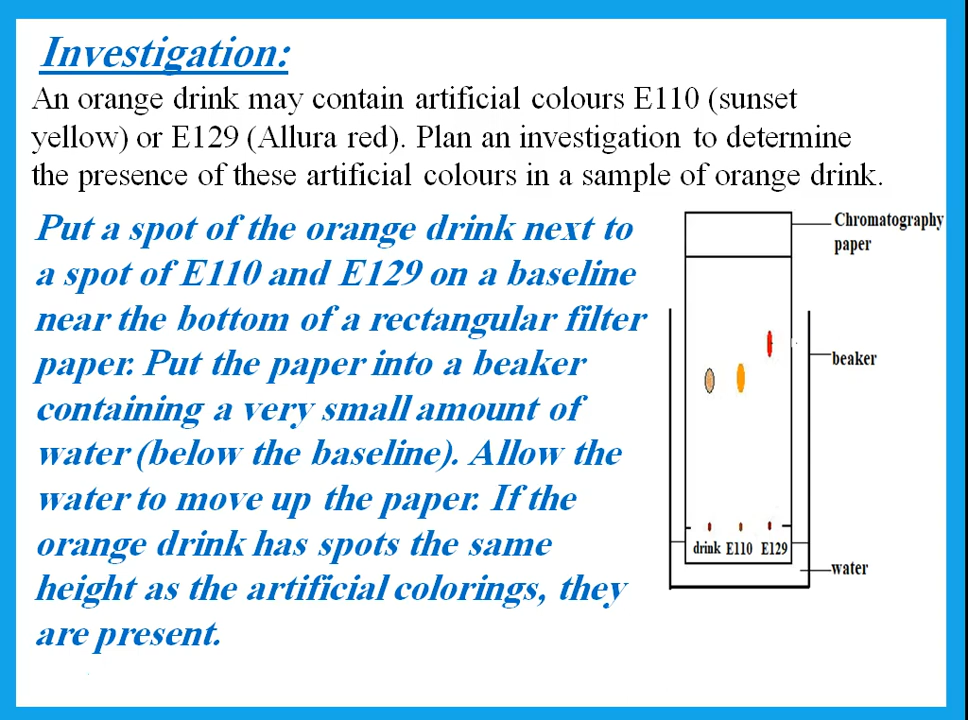 Investigation:
An orange drink may contain artificial colours E110 (sunset
yellow) or E129 (Allura red). Plan an investigation to determine
the presence of these artificial colours in a sample of orange drink.
Put a spot of the orange drink next to
a spot of E110 and E129 on a baseline
near the bottom of a rectangular filter
paper. Put the paper into a beaker
containing a very small amount of
water (below the baseline). Allow the
water to move up the paper. If the
orange drink has spots the same
height as the artificial colorings, they
are present.
Chromatography
paper
beaker
drink E110 E129
water